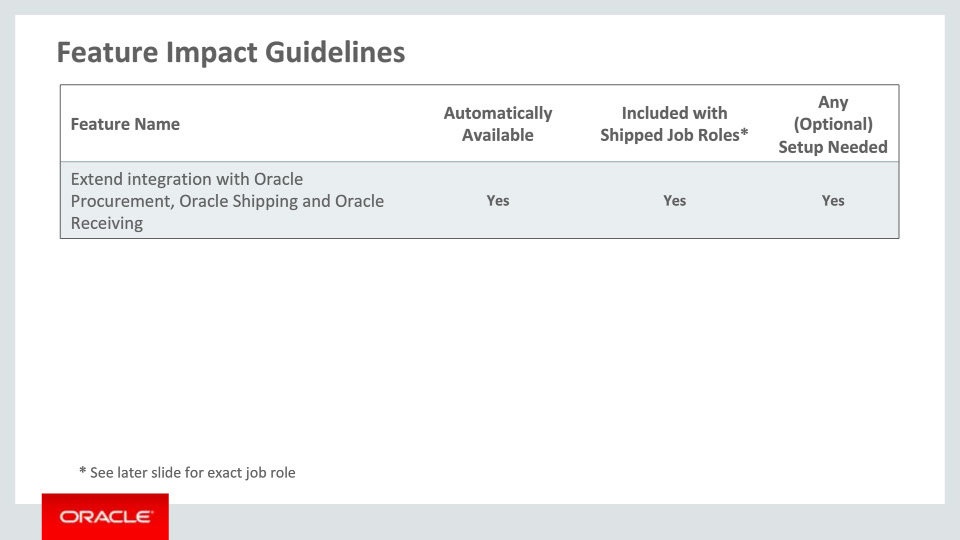 Feature Impact Guidelines
Feature Name
Automatically
Available
Included with
Shipped Job Roles*
Any
(Optional)
Setup Needed
Extend integration with Oracle
Procurement, Oracle Shipping and Oracle
Receiving
Yes
Yes
Yes
* See later slide for exact job role
ORACLE